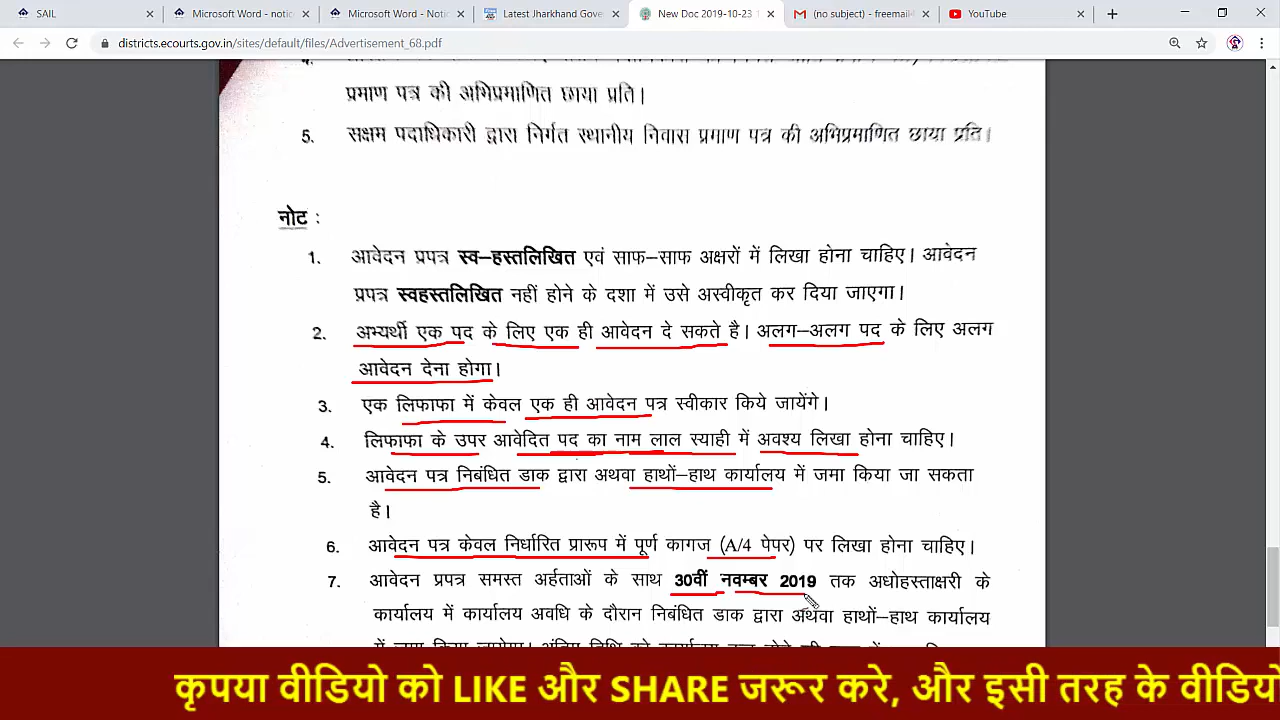 SAIL
Microsoft Word - notic
Microsoft Word - Notic
Latest Jharkhand Gove
New Doc 2019-10-23 1
(no subject) - freemail
YouTube
districts.ecourts.gov.in/sites/default/files/Advertisement_68.pdf
प्रमाण पत्र की अभिप्रमाणित छाया प्रति।
5. सक्षम पदाधिकारी द्वारा निर्गत स्थानीय निवास प्रमाण पत्र की अभिप्रमाणित छाया प्रति।
नोट :
1. आवेदन प्रपत्र स्व–हस्तलिखित एवं साफ–साफ अक्षरों में लिखा होना चाहिए। आवेदन
प्रपत्र स्वहस्तलिखित नहीं होने के दशा में उसे अस्वीकृत कर दिया जाएगा।
2. अभ्यर्थी एक पद के लिए एक ही आवेदन दे सकते है। अलग–अलग पद के लिए अलग
आवेदन देना होगा।
3. एक लिफाफा में केवल एक ही आवेदन पत्र स्वीकार किये जायेंगे।
4. लिफाफा के उपर आवेदित पद का नाम लाल स्याही में अवश्य लिखा होना चाहिए।
5. आवेदन पत्र निबंधित डाक द्वारा अथवा हाथों–हाथ कार्यालय में जमा किया जा सकता
है।
6. आवेदन पत्र केवल निर्धारित प्रारूप में पूर्ण कागज (A/4 पेपर) पर लिखा होना चाहिए।
7. आवेदन प्रपत्र समस्त अर्हताओं के साथ 30वीं नवम्बर 2019 तक अधोहस्ताक्षरी के
कार्यालय में कार्यालय अवधि के दौरान निबंधित डाक द्वारा अथवा हाथों–हाथ कार्यालय
कृपया वीडियो को LIKE और SHARE जरूर करे, और इसी तरह के वीडियो